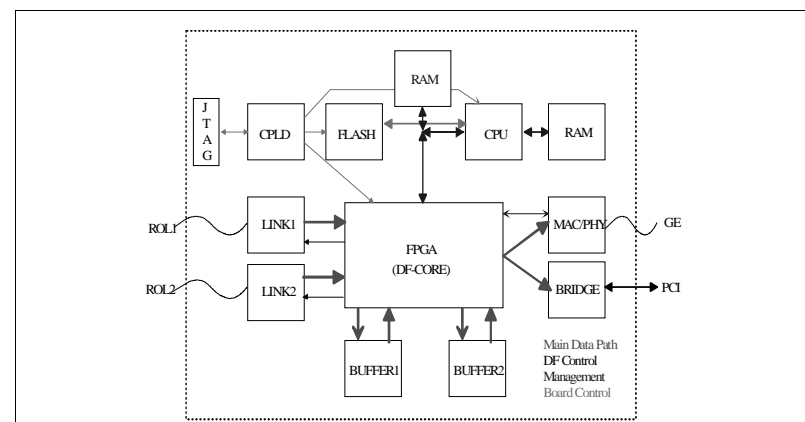 RAM
J
T
A
G
CPLD
FLASH
CPU
RAM
ROL1
LINK1
FPGA
(DF-CORE)
MAC/PHY
GE
ROL2
LINK2
BRIDGE
PCI
BUFFER1
BUFFER2
Main Data Path
DF Control
Management
Board Control